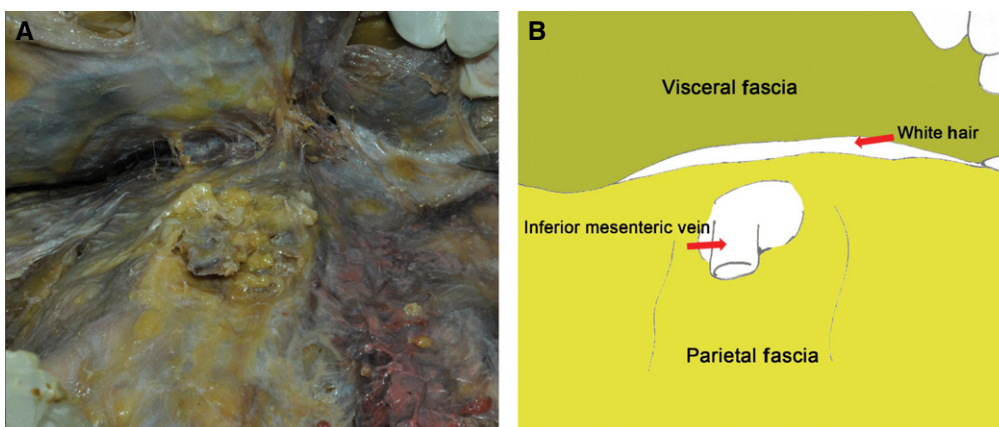 A
B
Visceral fascia
White hair
Inferior mesenteric vein
Parietal fascia